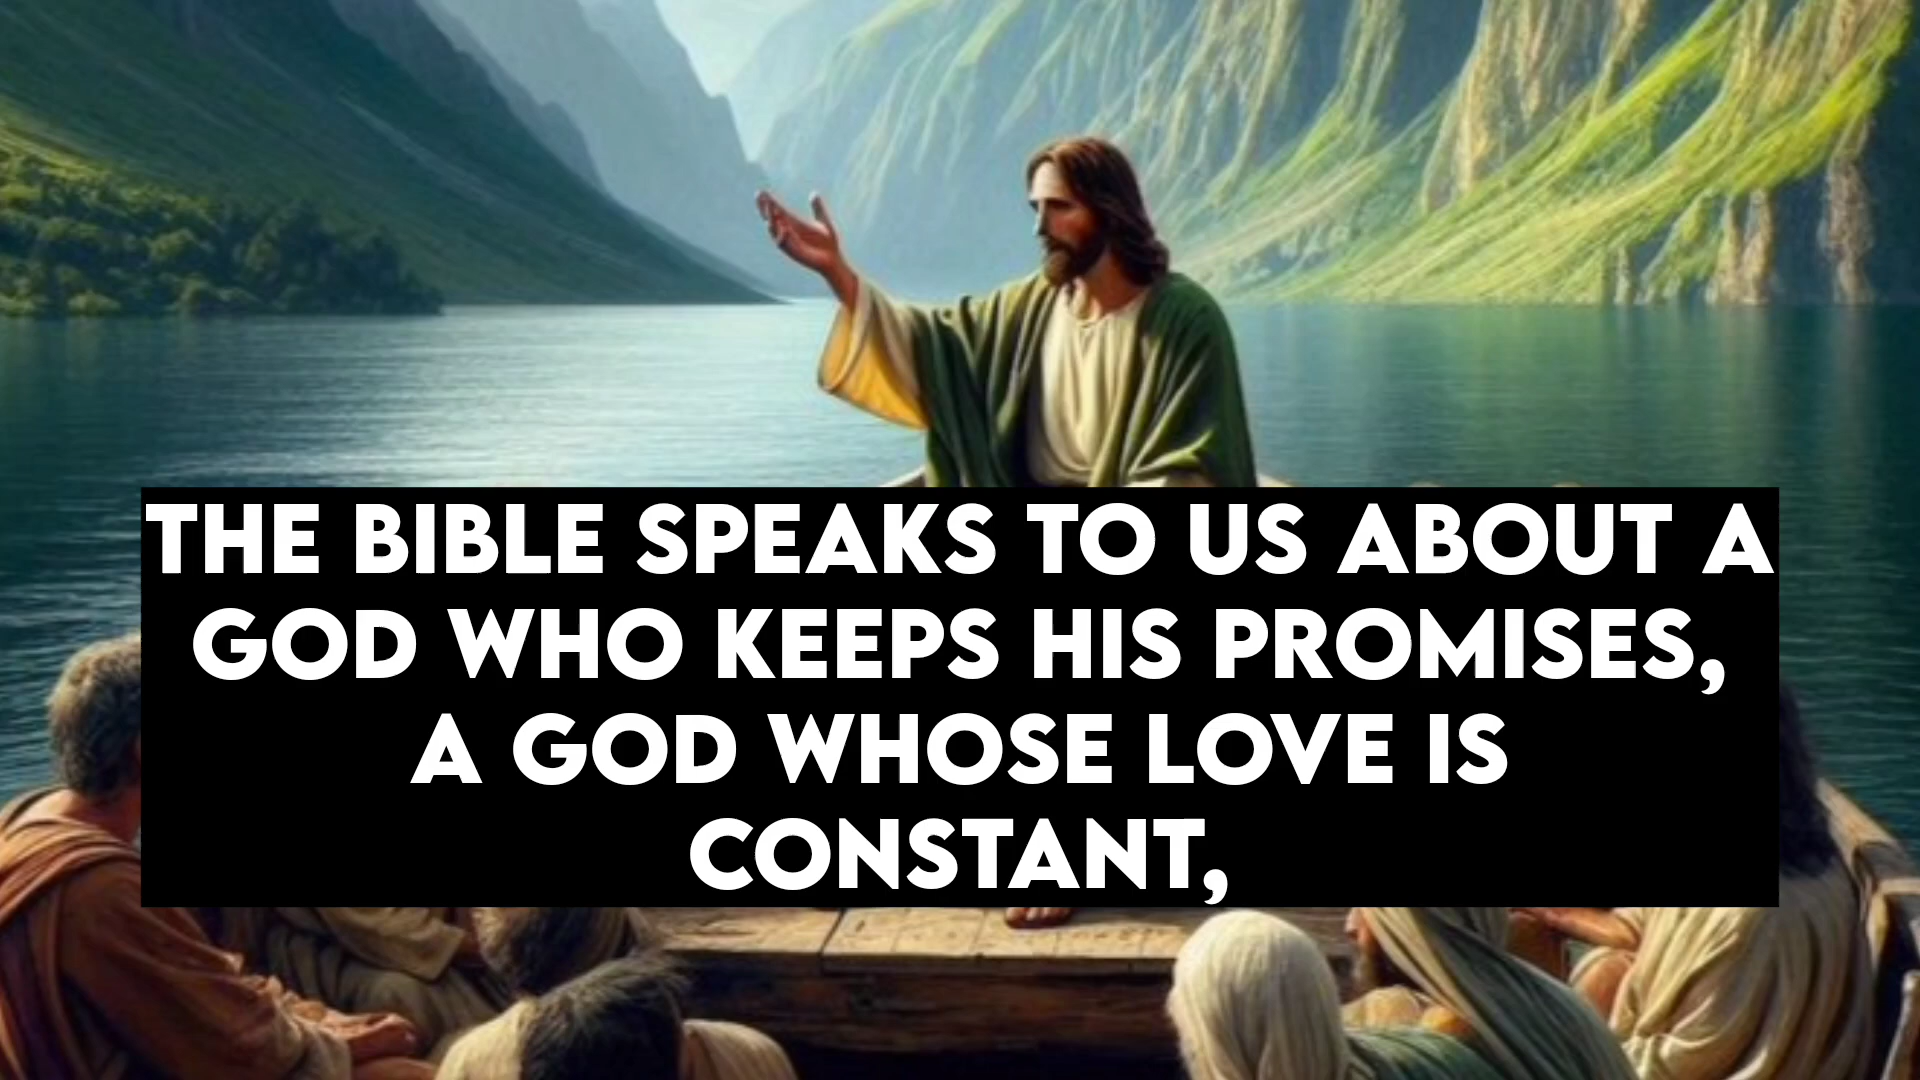 THE BIBLE SPEAKS TO US ABOUT A
GOD WHO KEEPS HIS PROMISES,
A GOD WHOSE LOVE IS
CONSTANT,